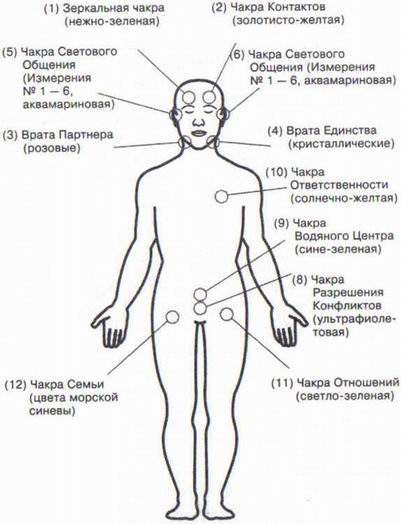 (1) Зеркальная чакра
(нежно-зеленая)
(2) Чакра Контактов
(золотисто-желтая)
(5) Чакра Светового
Общения
(Измерения
№ 1 – 6,
аквамариновая)
(6) Чакра Светового
Общения (Измерения
№ 1 – 6, аквамариновая)
(3) Врата Партнера
(розовые)
(4) Врата Единства
(кристаллические)
(10) Чакра
Ответственности
(солнечно-желтая)
(9) Чакра
Водяного Центра
(сине-зеленая)
(8) Чакра
Разрешения
Конфликтов
(ультрафиоле-
товая)
(12) Чакра Семьи
(цвета морской
синевы)
(11) Чакра Отношений
(светло-зеленая)